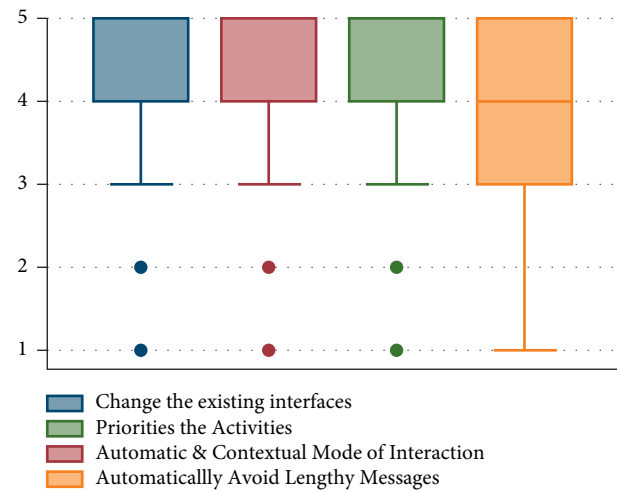 5
4
3
2
1
Change the existing interfaces
Priorities the Activities
Automatic & Contextual Mode of Interaction
Automaticallly Avoid Lengthy Messages